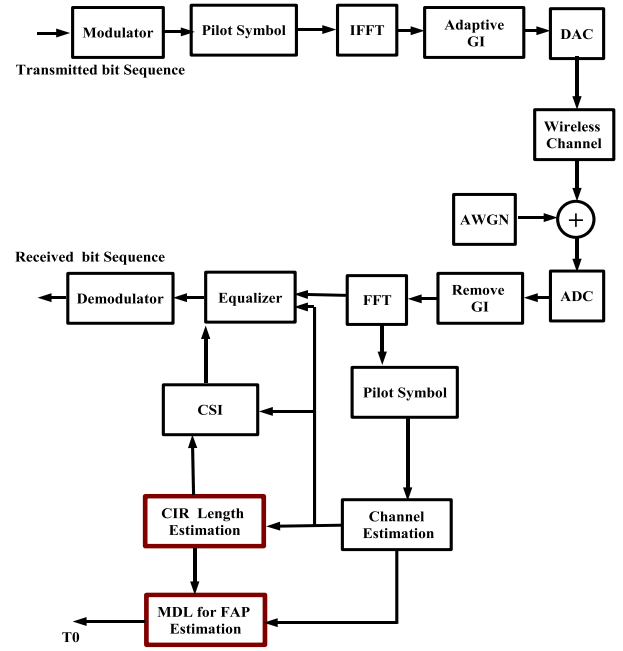 Modulator
Pilot Symbol
IFFT
Adaptive
GI
DAC
Transmitted bit Sequence
Wireless
Channel
AWGN
+
Received bit Sequence
Demodulator
Equalizer
FFT
Remove
GI
ADC
Pilot Symbol
CSI
CIR Length
Estimation
Channel
Estimation
MDL for FAP
Estimation
T0